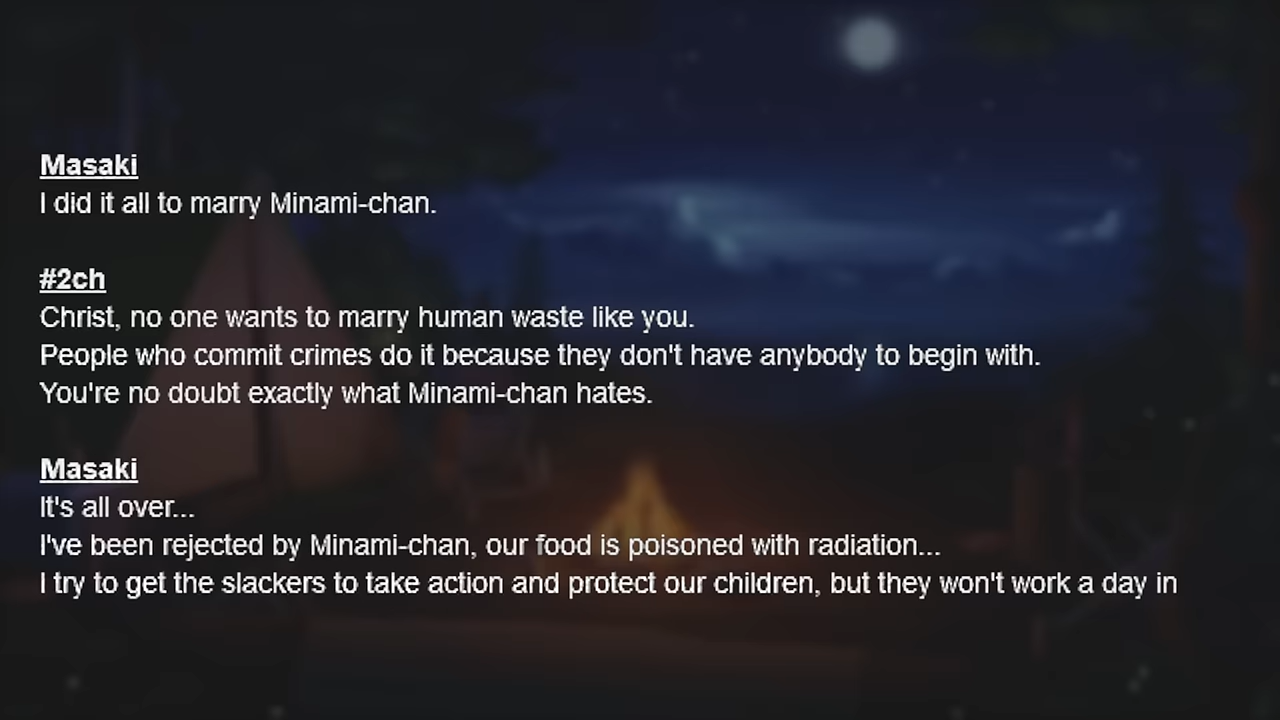 Masaki
I did it all to marry Minami-chan.
#2ch
Christ, no one wants to marry human waste like you.
People who commit crimes do it because they don't have anybody to begin with.
You're no doubt exactly what Minami-chan hates.
Masaki
It's all over...
I've been rejected by Minami-chan, our food is poisoned with radiation...
I try to get the slackers to take action and protect our children, but they won't work a day in